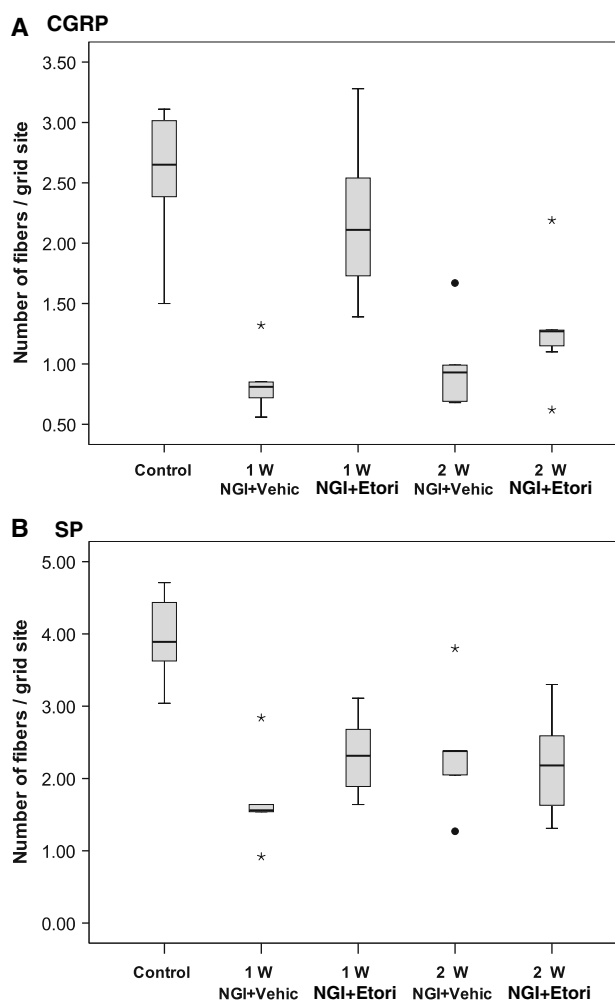 A CGRP
Number of fibers / grid site
3.50
3.00
2.50
2.00
1.50
1.00
0.50
Control
1 W
NGI+Vehic
1 W
NGI+Etori
2 W
NGI+Vehic
2 W
NGI+Etori
B SP
Number of fibers / grid site
5.00
4.00
3.00
2.00
1.00
0.00
Control
1 W
NGI+Vehic
1 W
NGI+Etori
2 W
NGI+Vehic
2 W
NGI+Etori